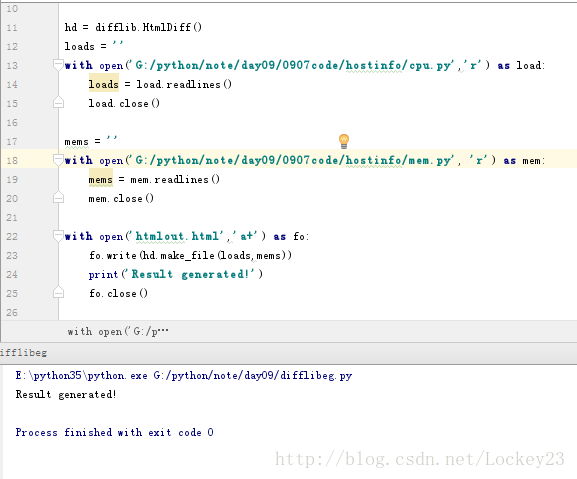 10
11 hd = difflib.HtmlDiff()
12 loads = ''
13 with open('G:/python/note/day09/0907code/hostinfo/cpu.py','r') as load:
14 loads = load.readlines()
15 load.close()
16
17 mems = ''
18 with open('G:/python/note/day09/0907code/hostinfo/mem.py', 'r') as mem:
19 mems = mem.readlines()
20 mem.close()
21
22 with open('htmlout.html','a+') as fo:
23 fo.write(hd.make_file(loads,mems))
24 print('Result generated!')
25 fo.close()
26
with open('G:/p⋯
ifflibeg
E:\python35\python.exe G:/python/note/day09/difflibeg.py
Result generated!
Process finished with exit code 0
http://blog.csdn.net/Lockey23